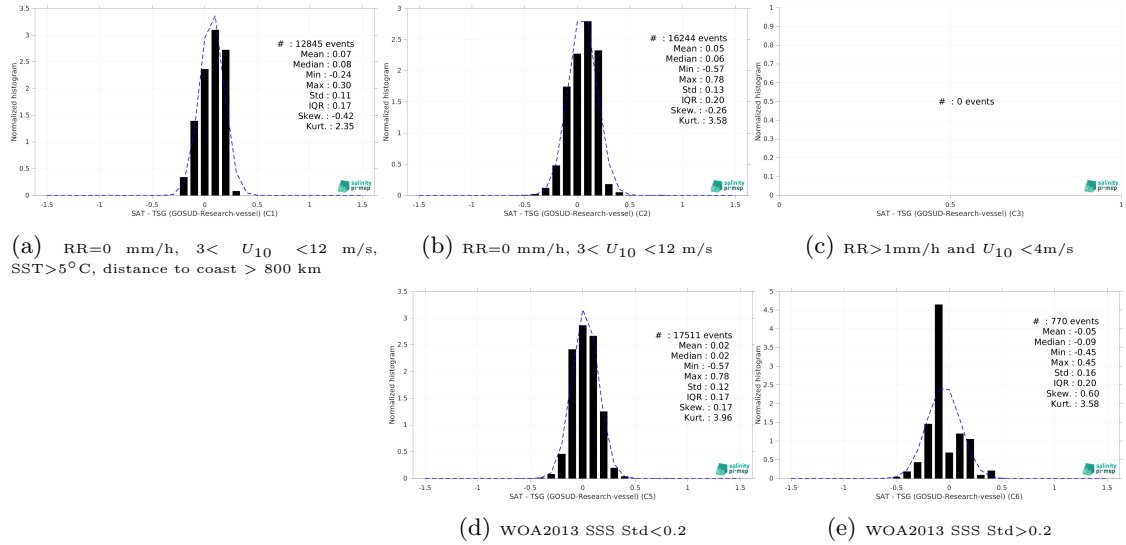 3.5
3
2.5
2
1.5
1
0.5
0
Normalized histogram
# : 12845 events
Mean : 0.07
Median : 0.08
Min : -0.24
Max : 0.30
Std : 0.11
IQR : 0.17
Skew. : -0.42
Kurt. : 2.35
salinity
pi-mep
-1.5 -1 -0.5 0 0.5 1 1.5
SAT - TSG (GOSUD-Research-vessel) (C1)
(a) RR=0 mm/h, 3< U10 <12 m/s,
SST>5°C, distance to coast > 800 km
3
2.5
2
1.5
1
0.5
0
Normalized histogram
# : 16244 events
Mean : 0.05
Median : 0.06
Min : -0.57
Max : 0.78
Std : 0.13
IQR : 0.20
Skew. : -0.26
Kurt. : 3.58
salinity
pi-mep
-1.5 -1 -0.5 0 0.5 1 1.5
SAT - TSG (GOSUD-Research-vessel) (C2)
(b) RR=0 mm/h, 3< U10 <12 m/s
1
0.9
0.8
0.7
0.6
0.5
0.4
0.3
0.2
0.1
0
Normalized histogram
# : 0 events
salinity
pi-mep
0 0.5 1
SAT - TSG (GOSUD-Research-vessel) (C3)
(c) RR>1mm/h and U10 <4m/s
3.5
3
2.5
2
1.5
1
0.5
0
Normalized histogram
# : 17511 events
Mean : 0.02
Median : 0.02
Min : -0.57
Max : 0.78
Std : 0.12
IQR : 0.17
Skew. : 0.17
Kurt. : 3.96
salinity
pi-mep
-1.5 -1 -0.5 0 0.5 1 1.5
SAT - TSG (GOSUD-Research-vessel) (C5)
(d) WOA2013 SSS Std<0.2
5
4.5
4
3.5
3
2.5
2
1.5
1
0.5
0
Normalized histogram
# : 770 events
Mean : -0.05
Median : -0.09
Min : -0.45
Max : 0.45
Std : 0.16
IQR : 0.20
Skew. : 0.60
Kurt. : 3.58
salinity
pi-mep
-1.5 -1 -0.5 0 0.5 1 1.5
SAT - TSG (GOSUD-Research-vessel) (C6)
(e) WOA2013 SSS Std>0.2